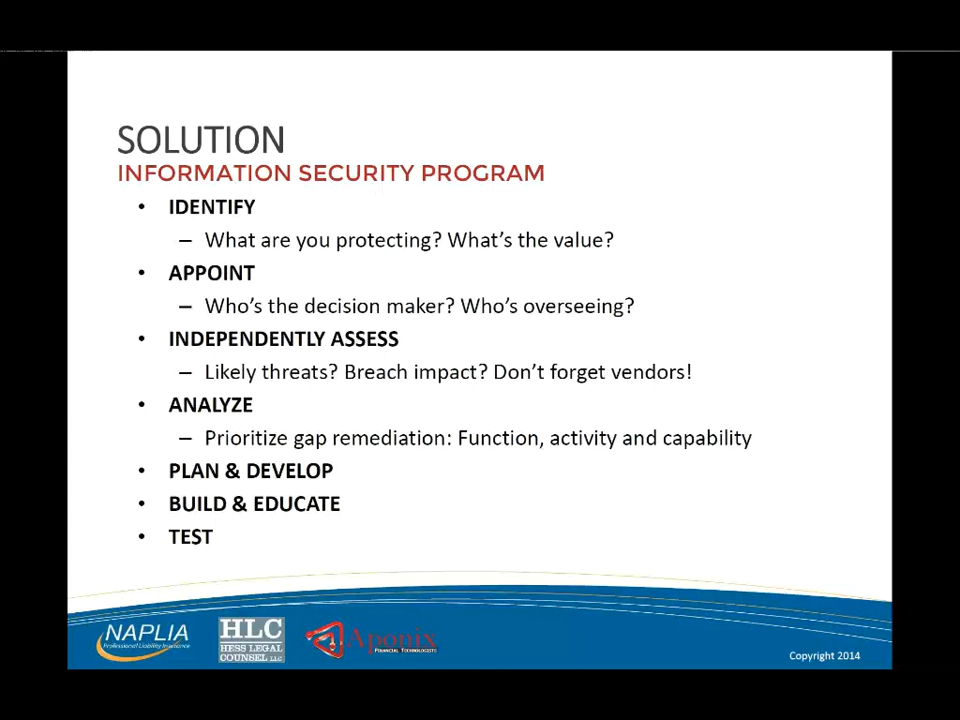 SOLUTION
INFORMATION SECURITY PROGRAM
• IDENTIFY
– What are you protecting? What's the value?
• APPOINT
– Who's the decision maker? Who's overseeing?
• INDEPENDENTLY ASSESS
– Likely threats? Breach impact? Don't forget vendors!
• ANALYZE
– Prioritize gap remediation: Function, activity and capability
• PLAN & DEVELOP
• BUILD & EDUCATE
• TEST
NAPLIA
Professional Liability Insurance
HLC
HESS LEGAL
COUNSEL LLC
Aponix
FINANCIAL TECHNOLOGISTS
Copyright 2014